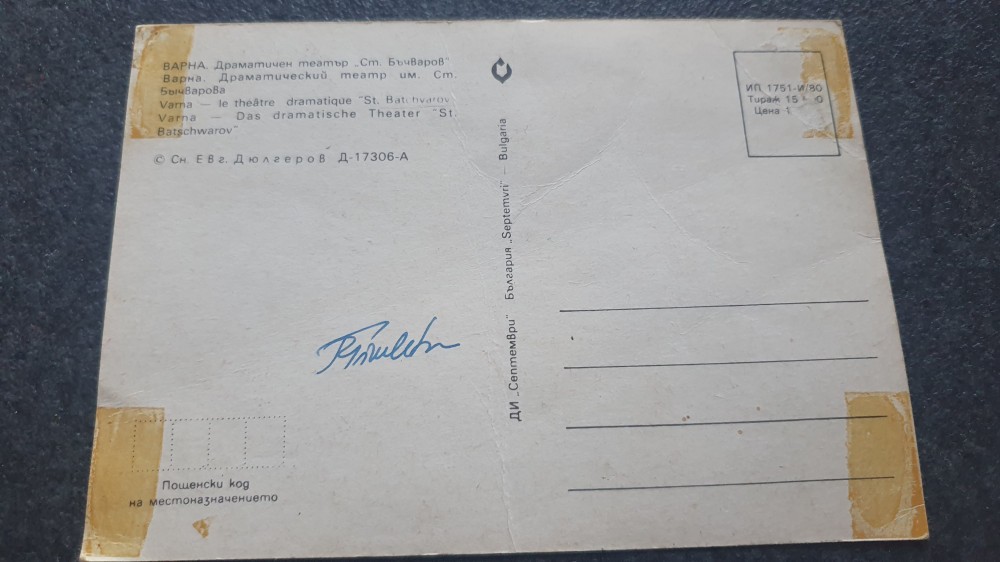 ВАРНА. Драматичен театър „Ст. Бъчваров"
Варна. Драматический театр им. Ст.
Бычварова
Varna — le théâtre dramatique "St. Batchvarov
Varna — Das dramatische Theater "St.
Batschwarov"
© Сн. Евг. Дюлгеров Д-17306-А
ДИ „Септември" България „Septemvri" — Bulgaria
ИП 1751-И/80
Тираж 15 0
Цена 1
Пощенски код
на местоназначението